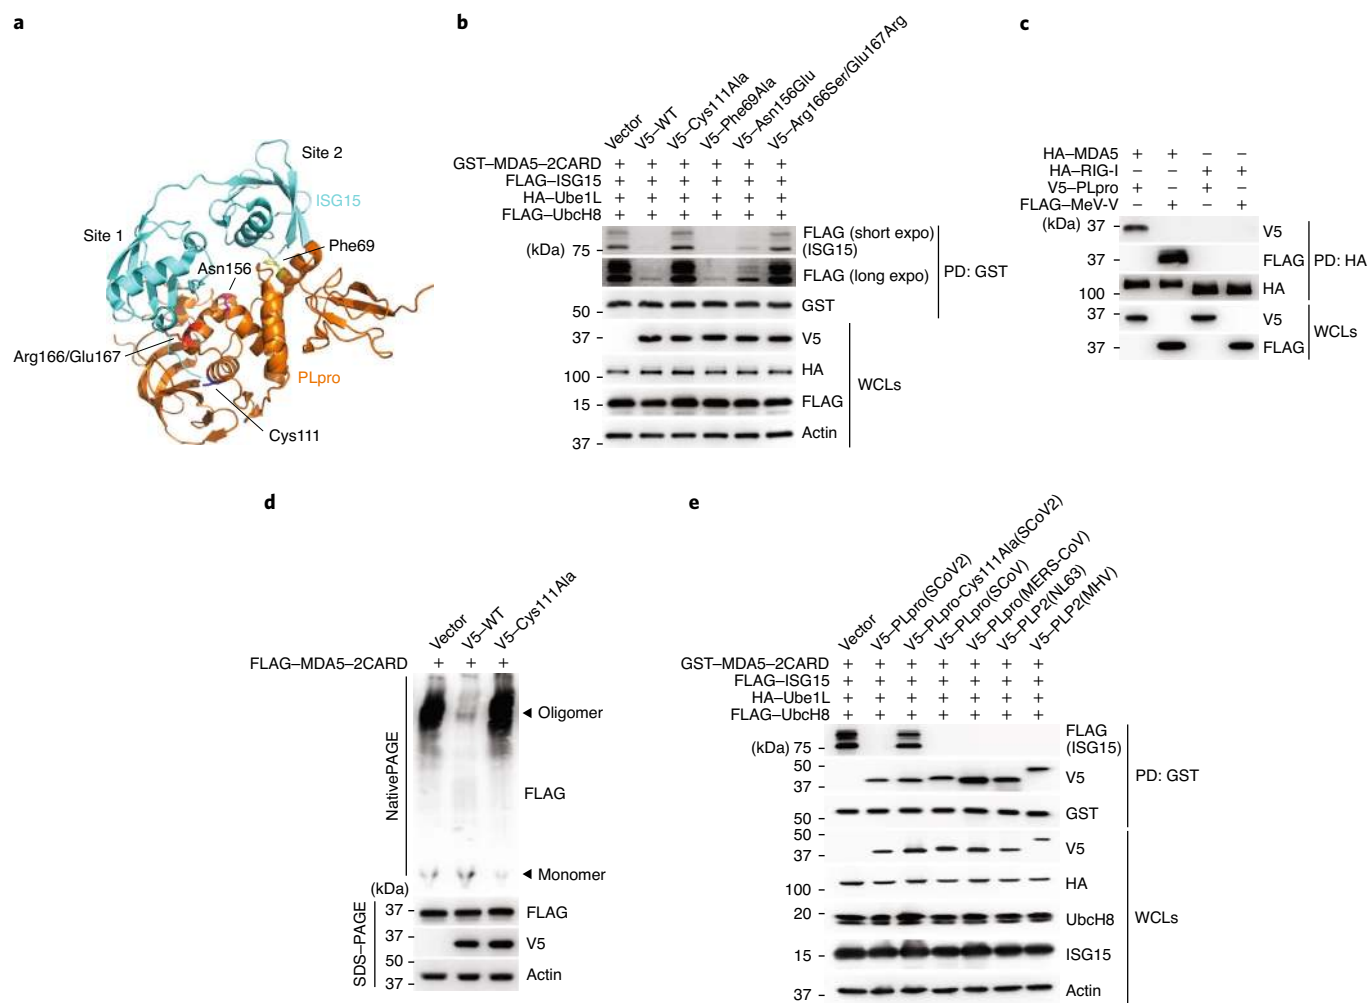 a
Site 2
ISG15
Site 1
Phe69
Asn156
Arg166/Glu167
PLpro
Cys111
b
Vector
V5–WT
V5–Cys111Ala
V5–Phe69Ala
V5–Asn156Glu
V5–Arg166Ser/Glu167Arg
GST–MDA5–2CARD + + + + + +
FLAG–ISG15 + + + + + +
HA–Ube1L + + + + + +
FLAG–UbcH8 + + + + + +
(kDa) 75 FLAG (short expo)
(ISG15)
FLAG (long expo)
PD: GST
50 GST
37 V5
100 HA
WCLs
15 FLAG
37 Actin
c
HA–MDA5 + + – –
HA–RIG-I – – + +
V5–PLpro + – + –
FLAG–MeV-V – + – +
(kDa) 37 V5
37 FLAG PD: HA
100 HA
37 V5
WCLs
37 FLAG
d
Vector
V5–WT
V5–Cys111Ala
FLAG–MDA5–2CARD + + +
NativePAGE
Oligomer
FLAG
Monomer
(kDa)
SDS–PAGE
37 FLAG
37 V5
50
37 Actin
e
Vector
V5–PLpro(SCoV2)
V5–PLpro-Cys111Ala(SCoV2)
V5–PLpro(SCoV)
V5–PLpro(MERS-CoV)
V5–PLP2(NL63)
V5–PLP2(MHV)
GST–MDA5–2CARD + + + + + + +
FLAG–ISG15 + + + + + + +
HA–Ube1L + + + + + + +
FLAG–UbcH8 + + + + + + +
(kDa) 75 FLAG
(ISG15)
50
37 V5
PD: GST
50 GST
50
37 V5
100 HA
20 UbcH8
WCLs
15 ISG15
37 Actin